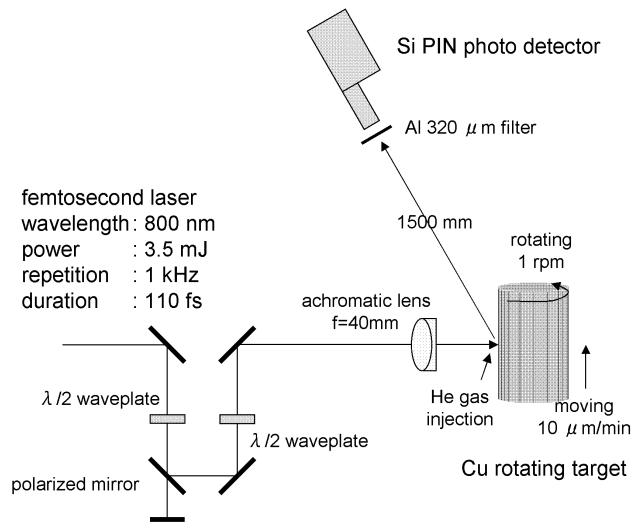 Si PIN photo detector
Al 320 μm filter
1500 mm
femtosecond laser
wavelength: 800 nm
power : 3.5 mJ
repetition : 1 kHz
duration : 110 fs
rotating
1 rpm
achromatic lens
f=40mm
λ/2 waveplate
λ/2 waveplate
polarized mirror
He gas
injection
moving
10 μm/min
Cu rotating target